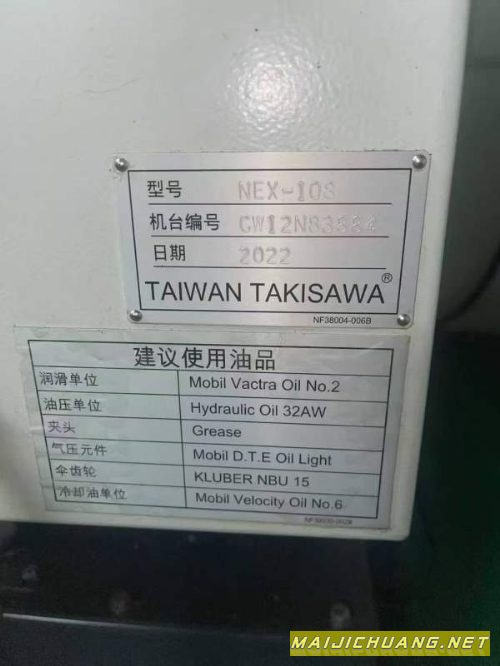 型号 NEX-108
机台编号
日期 2022
TAIWAN TAKISAWA®
NF38004-006B
建议使用油品
润滑单位 Mobil Vactra Oil No.2
油压单位 Hydraulic Oil 32AW
夹头 Grease
气压元件 Mobil D.T.E Oil Light
伞齿轮 KLUBER NBU 15
冷却油单位 Mobil Velocity Oil No.6
MAIJICHUANG.NET